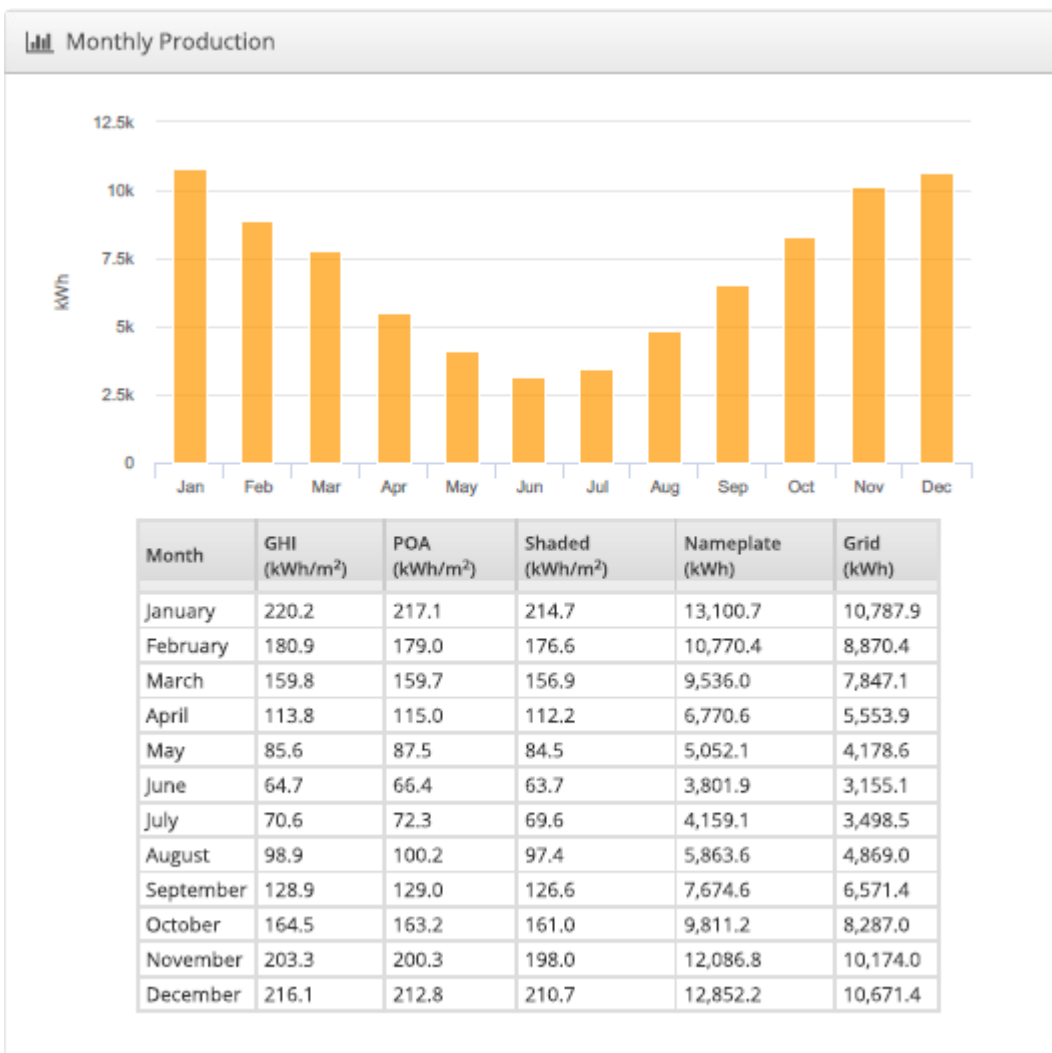 Monthly Production
12.5k
10k
7.5k
5k
2.5k
0
kWh
Jan Feb Mar Apr May Jun Jul Aug Sep Oct Nov Dec
Month GHI (kWh/m²) POA (kWh/m²) Shaded (kWh/m²) Nameplate (kWh) Grid (kWh)
January 220.2 217.1 214.7 13,100.7 10,787.9
February 180.9 179.0 176.6 10,770.4 8,870.4
March 159.8 159.7 156.9 9,536.0 7,847.1
April 113.8 115.0 112.2 6,770.6 5,553.9
May 85.6 87.5 84.5 5,052.1 4,178.6
June 64.7 66.4 63.7 3,801.9 3,155.1
July 70.6 72.3 69.6 4,159.1 3,498.5
August 98.9 100.2 97.4 5,863.6 4,869.0
September 128.9 129.0 126.6 7,674.6 6,571.4
October 164.5 163.2 161.0 9,811.2 8,287.0
November 203.3 200.3 198.0 12,086.8 10,174.0
December 216.1 212.8 210.7 12,852.2 10,671.4